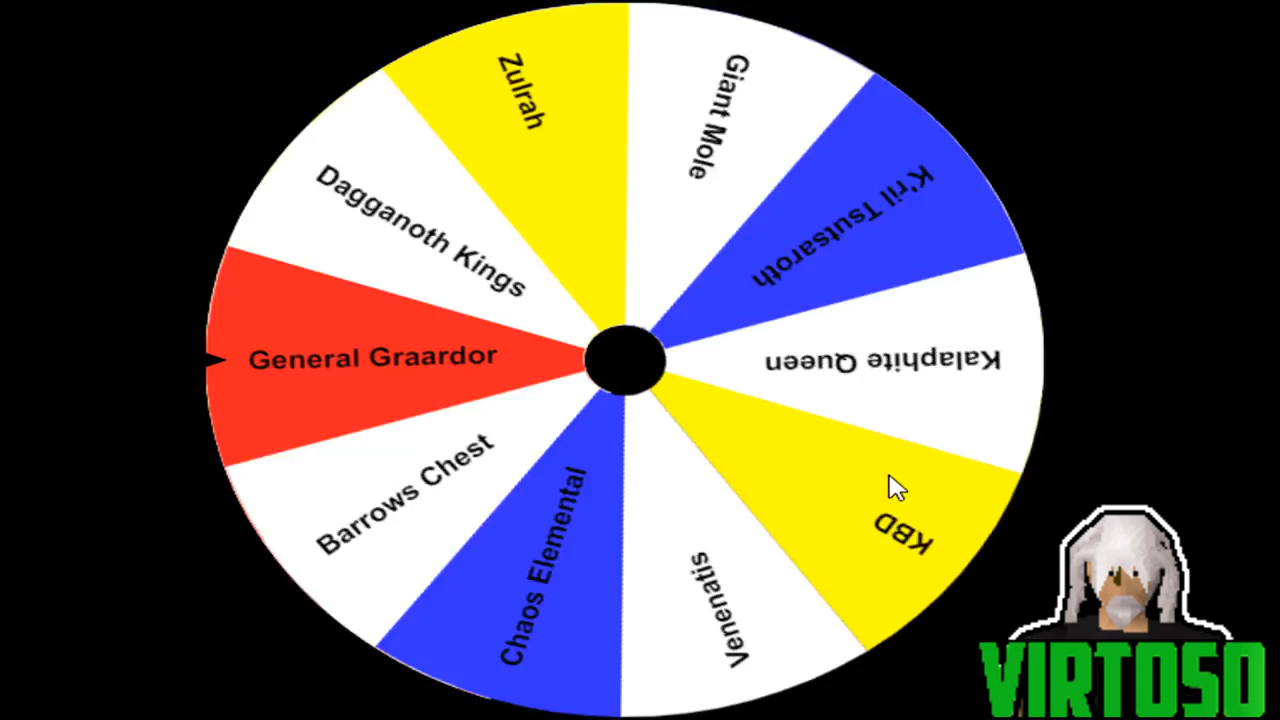 Zulrah
Giant Mole
K'ril Tsutsaroth
Kalaphite Queen
KBD
Venenatis
Chaos Elemental
Barrows Chest
General Graardor
Dagganoth Kings
VIRTOSO